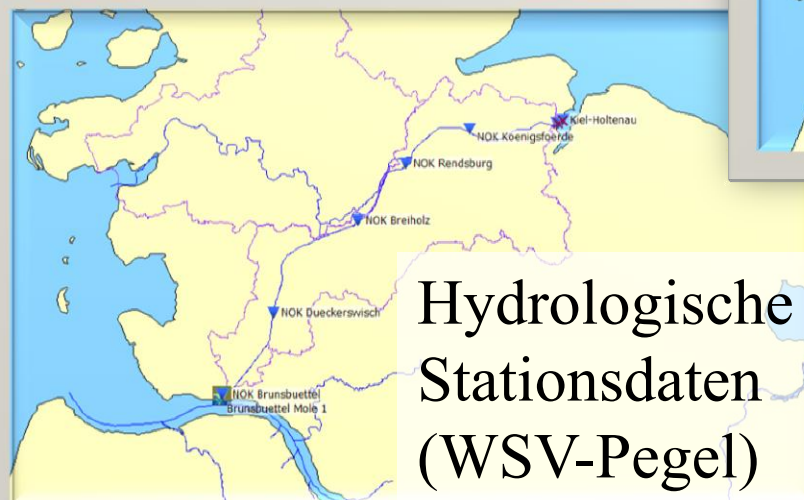 Kiel-Holtenau
NOK Koenigsfoerde
NOK Rendsburg
NOK Breiholz
NOK Dueckerswisch
NOK Brunsbuettel
Brunsbuettel Mole 1
Hydrologische
Stationsdaten
(WSV-Pegel)